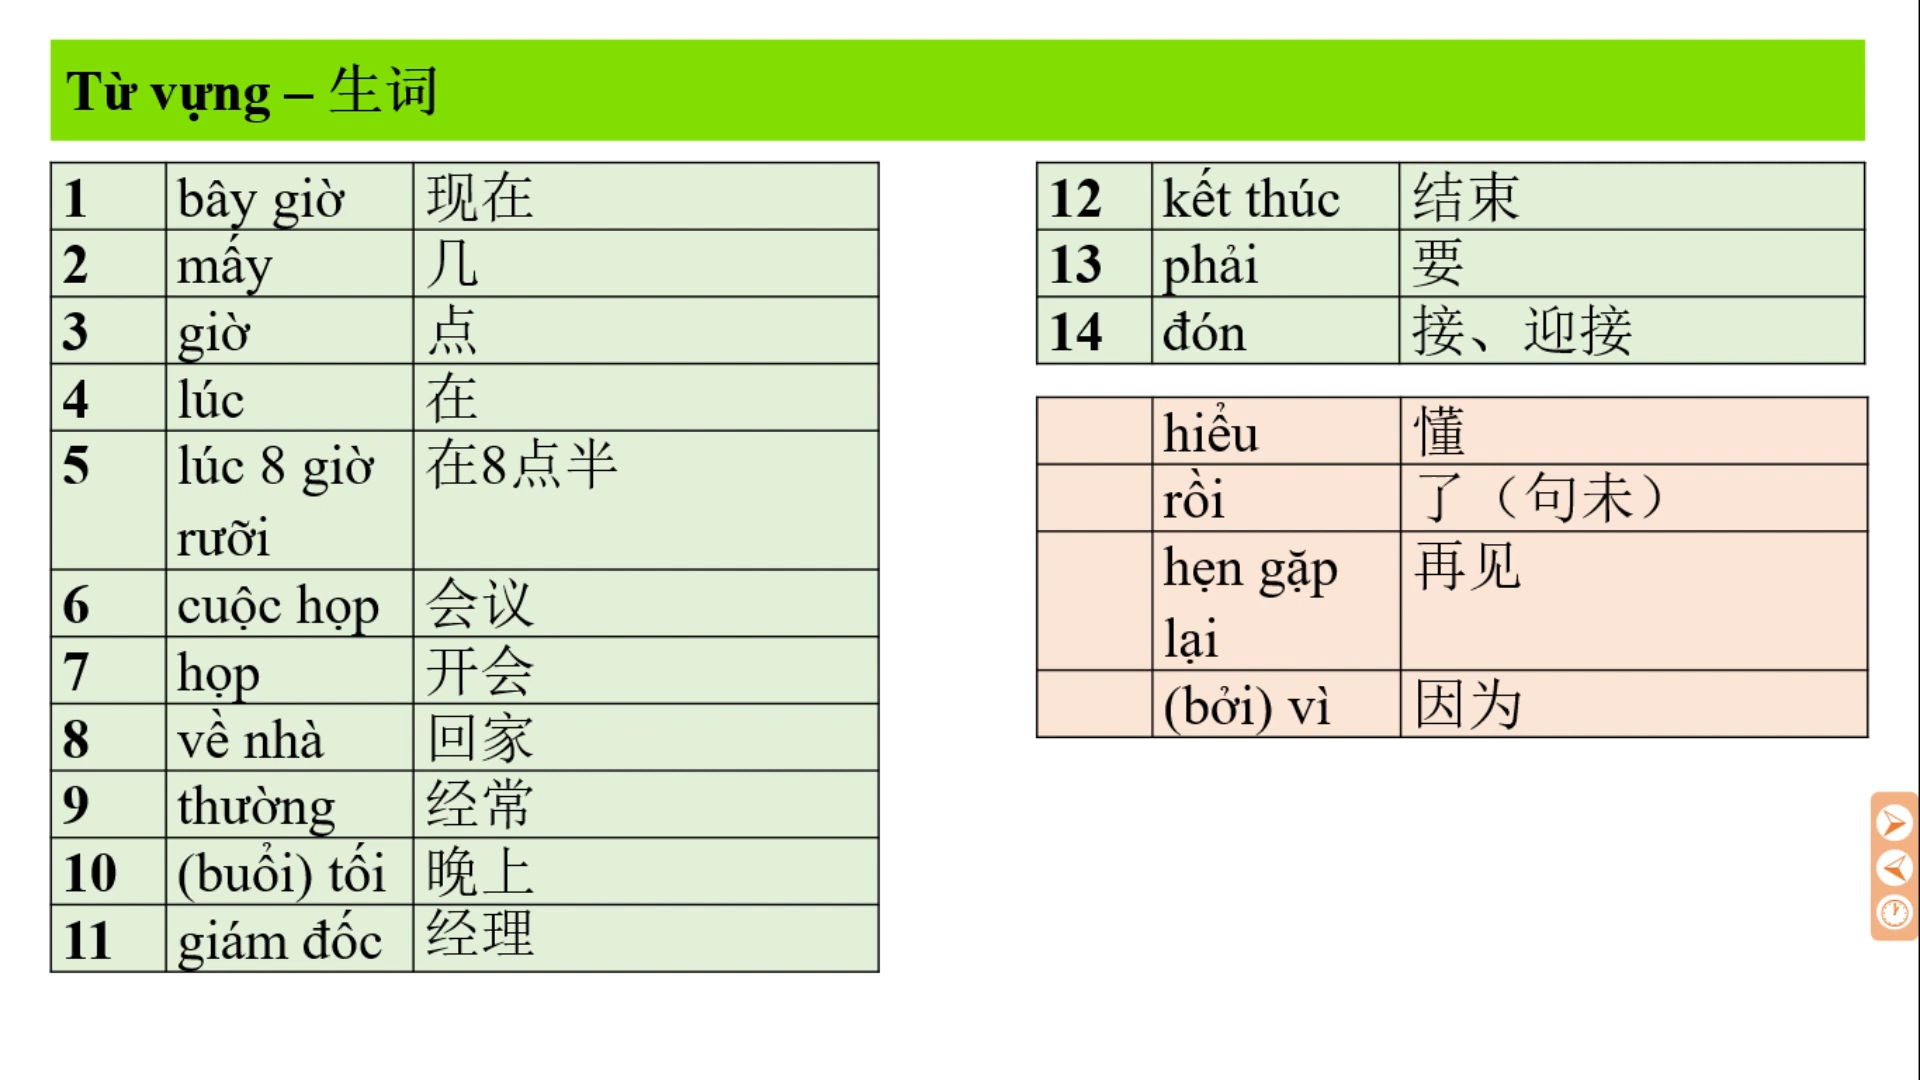 Từ vựng – 生词
1 bây giờ 现在
2 mấy 几
3 giờ 点
4 lúc 在
5 lúc 8 giờ 在8点半
rưỡi
6 cuộc họp 会议
7 họp 开会
8 về nhà 回家
9 thường 经常
10 (buổi) tối 晚上
11 giám đốc 经理
12 kết thúc 结束
13 phải 要
14 đón 接、迎接
hiểu 懂
rồi 了（句未）
hẹn gặp 再见
lại
(bởi) vì 因为